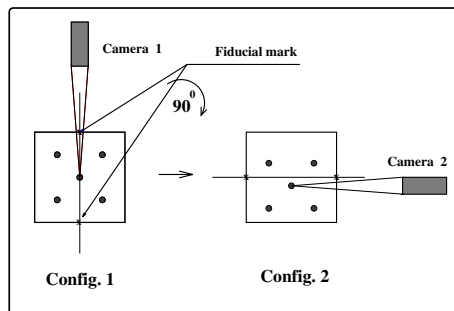 Camera 1
Fiducial mark
90⁰
Camera 2
Config. 1
Config. 2